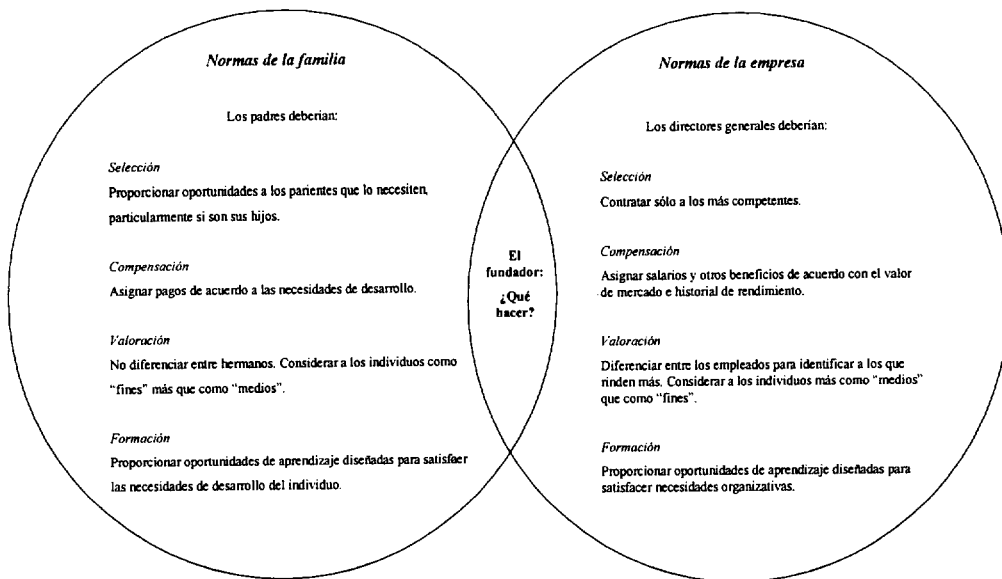 Normas de la familia
Los padres deberían:
Selección
Proporcionar oportunidades a los parientes que lo necesiten,
particularmente si son sus hijos.
Compensación
Asignar pagos de acuerdo a las necesidades de desarrollo.
Valoración
No diferenciar entre hermanos. Considerar a los individuos como
“fines” más que como “medios”.
Formación
Proporcionar oportunidades de aprendizaje diseñadas para satisfaer
las necesidades de desarrollo del individuo.
El
fundador:
¿Qué
hacer?
Normas de la empresa
Los directores generales deberían:
Selección
Contratar sólo a los más competentes.
Compensación
Asignar salarios y otros beneficios de acuerdo con el valor
de mercado e historial de rendimiento.
Valoración
Diferenciar entre los empleados para identificar a los que
rinden más. Considerar a los individuos más como “medios”
que como “fines”.
Formación
Proporcionar oportunidades de aprendizaje diseñadas para
satisfacer necesidades organizativas.